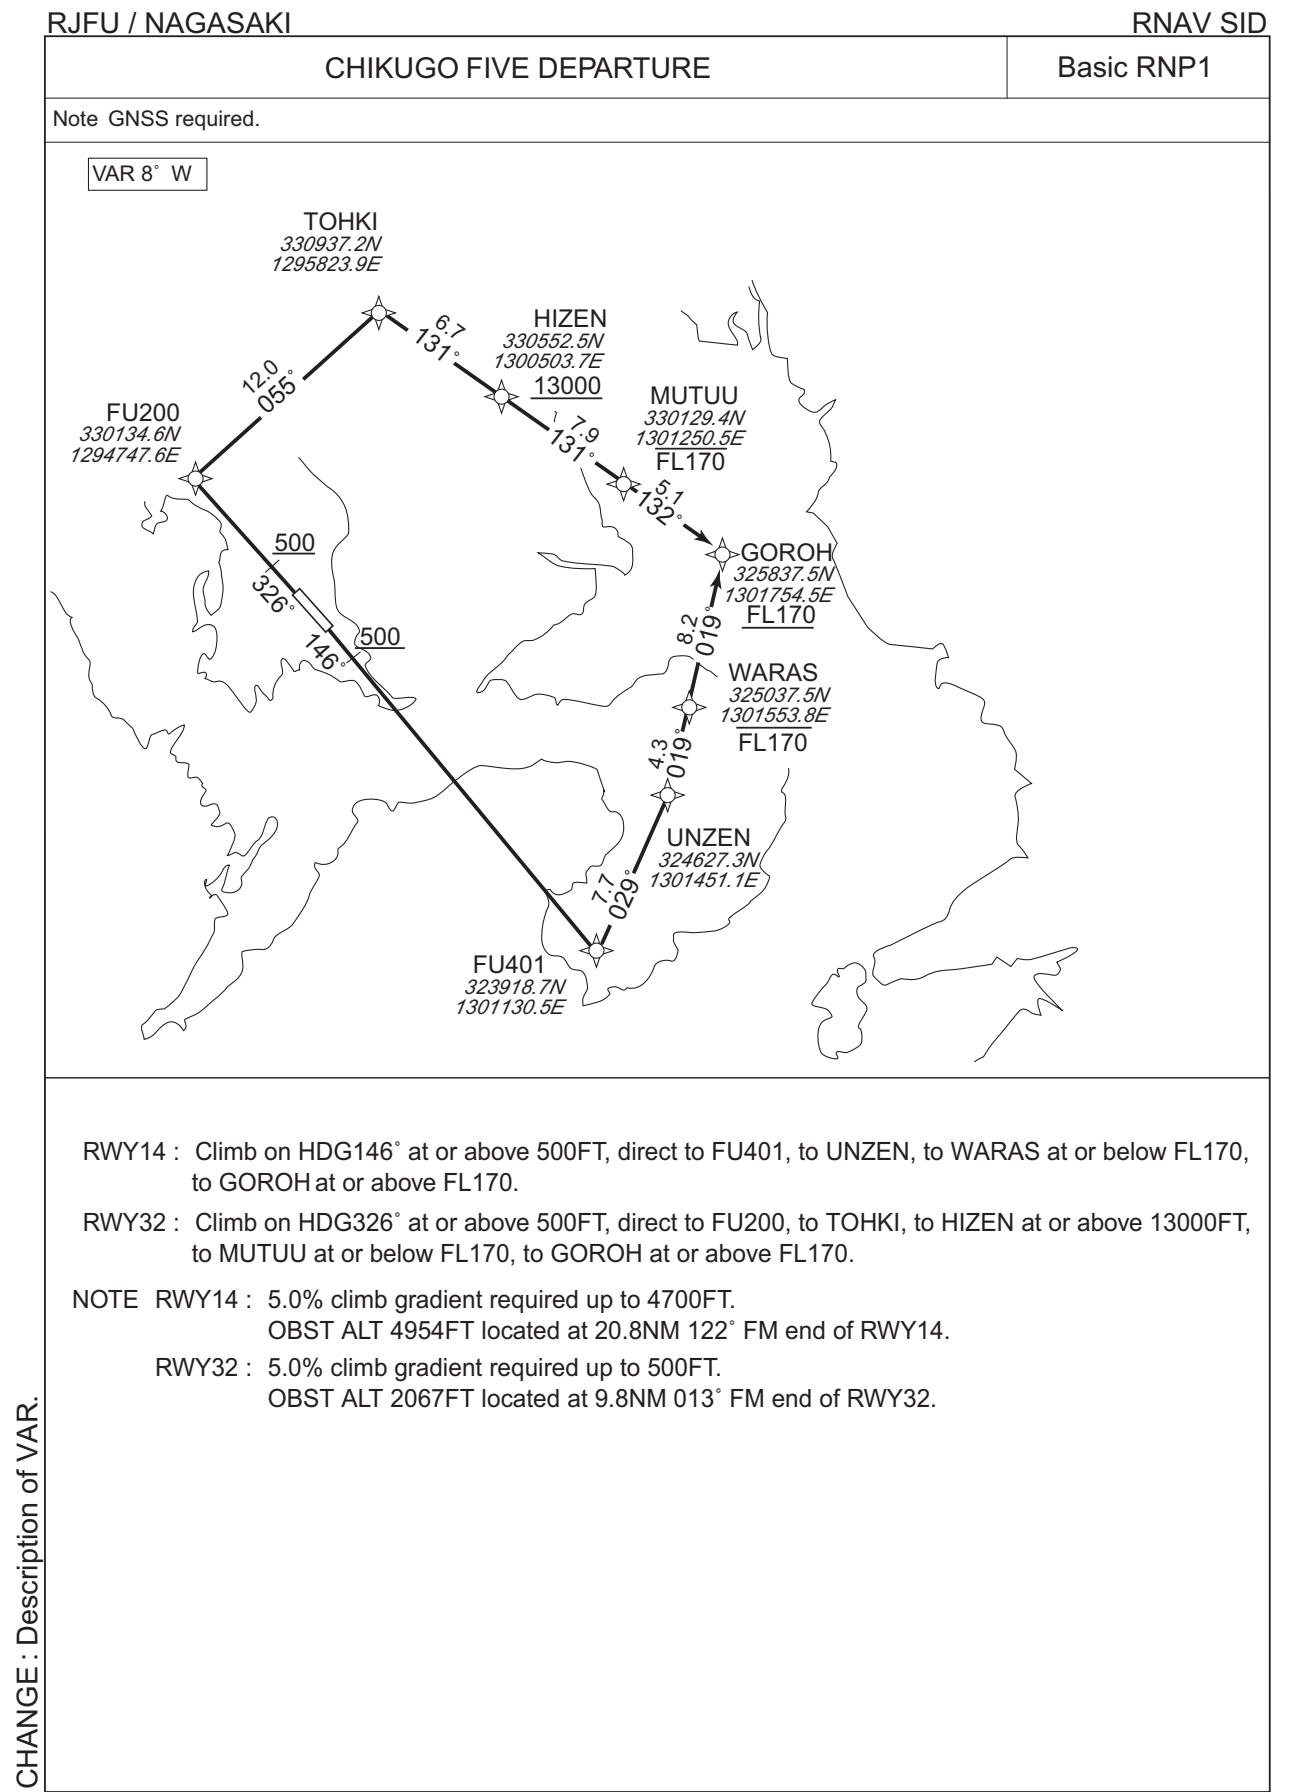 RJFU / NAGASAKI
RNAV SID
CHIKUGO FIVE DEPARTURE
Basic RNP1
Note GNSS required.
VAR 8° W
TOHKI
330937.2N
1295823.9E
6.7
131°
HIZEN
330552.5N
1300503.7E
13000
12.0
055°
FU200
330134.6N
1294747.6E
7.9
131°
MUTUU
330129.4N
1301250.5E
FL170
5.1
132°
500
326°
GOROH
325837.5N
1301754.5E
FL170
146°
500
8.2
019°
WARAS
325037.5N
1301553.8E
FL170
4.3
019°
UNZEN
324627.3N
1301451.1E
7.7
029°
FU401
323918.7N
1301130.5E
RWY14 : Climb on HDG146° at or above 500FT, direct to FU401, to UNZEN, to WARAS at or below FL170,
to GOROH at or above FL170.
RWY32 : Climb on HDG326° at or above 500FT, direct to FU200, to TOHKI, to HIZEN at or above 13000FT,
to MUTUU at or below FL170, to GOROH at or above FL170.
NOTE RWY14 : 5.0% climb gradient required up to 4700FT.
OBST ALT 4954FT located at 20.8NM 122° FM end of RWY14.
RWY32 : 5.0% climb gradient required up to 500FT.
OBST ALT 2067FT located at 9.8NM 013° FM end of RWY32.
CHANGE : Description of VAR.